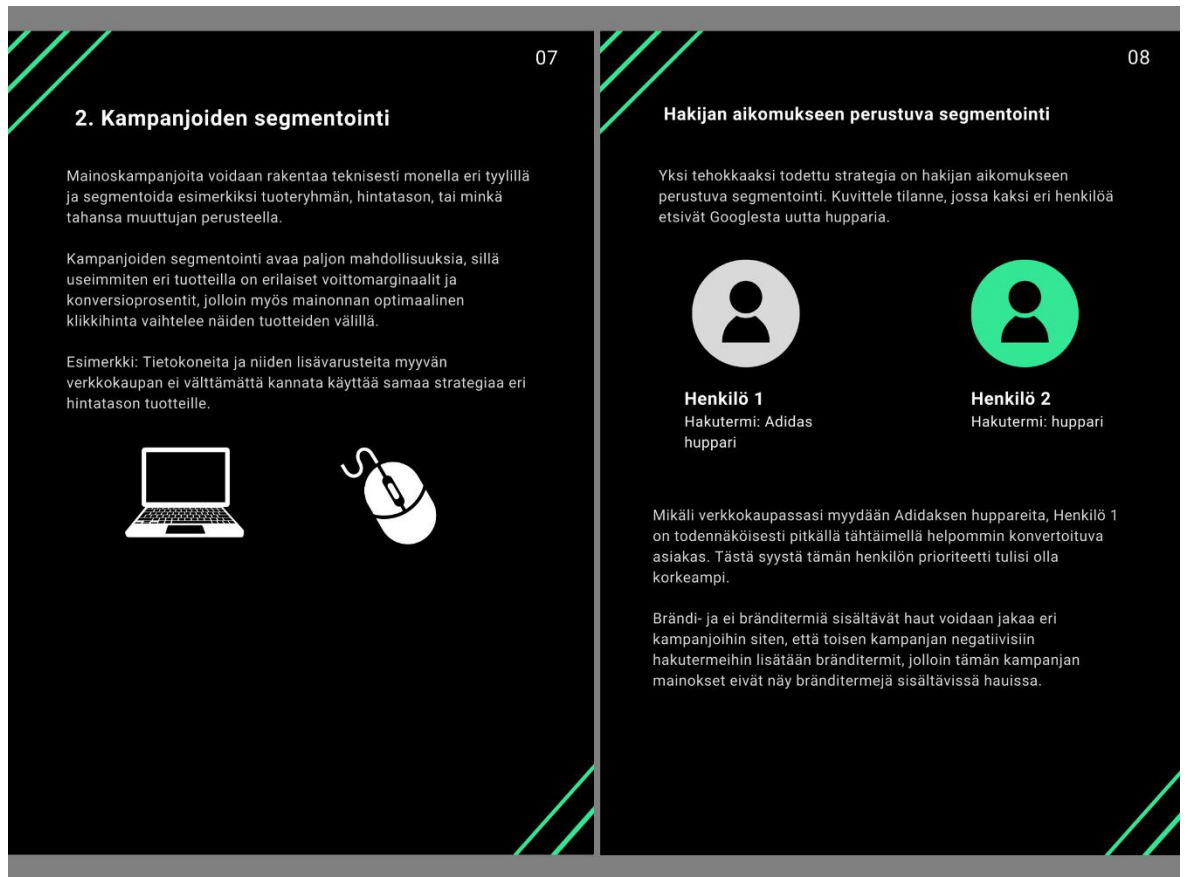 07
2. Kampanjoiden segmentointi
Mainoskampanjoita voidaan rakentaa teknisesti monella eri tyylillä
ja segmentoida esimerkiksi tuoteryhmän, hintatason, tai minkä
tahansa muuttujan perusteella.
Kampanjoiden segmentointi avaa paljon mahdollisuuksia, sillä
useimmiten eri tuotteilla on erilaiset voittomarginaalit ja
konversioprosentit, jolloin myös mainonnan optimaalinen
klikkihinta vaihtelee näiden tuotteiden välillä.
Esimerkki: Tietokoneita ja niiden lisävarusteita myyvän
verkkokaupan ei välttämättä kannata käyttää samaa strategiaa eri
hintatason tuotteille.
08
Hakijan aikomukseen perustuva segmentointi
Yksi tehokkaaksi todettu strategia on hakijan aikomukseen
perustuva segmentointi. Kuvittele tilanne, jossa kaksi eri henkilöä
etsivät Googlesta uutta hupparia.
Henkilö 1
Hakutermi: Adidas
huppari
Henkilö 2
Hakutermi: huppari
Mikäli verkkokaupassasi myydään Adidaksen huppareita, Henkilö 1
on todennäköisesti pitkällä tähtäimellä helpommin konvertoituva
asiakas. Tästä syystä tämän henkilön prioriteetti tulisi olla
korkeampi.
Brändi- ja ei bränditermiä sisältävät haut voidaan jakaa eri
kampanjoihin siten, että toisen kampanjan negatiivisiin
hakutermeihin lisätään bränditermit, jolloin tämän kampanjan
mainokset eivät näy bränditermejä sisältävissä hauissa.